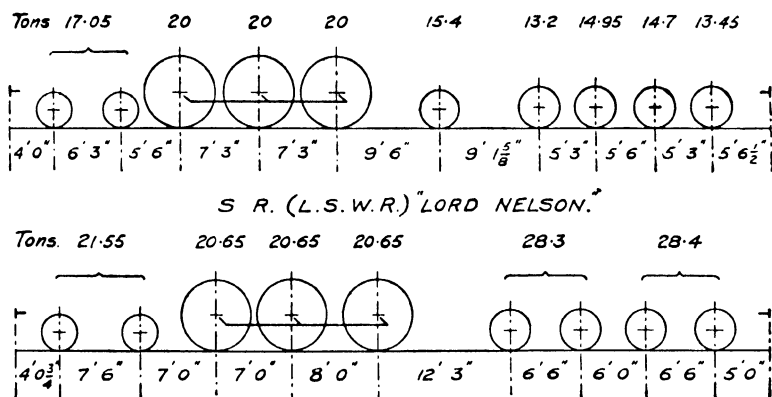 Tons 17·05 20 20 20 15·4 13·2 14·95 14·7 13·45
4'0" 6'3" 5'6" 7'3" 7'3" 9'6" 9'1⅝" 5'3" 5'6" 5'3" 5'6½"
S R. (L.S.W.R.) "LORD NELSON."
Tons. 21·55 20·65 20·65 20·65 28·3 28·4
4'0¾" 7'6" 7'0" 7'0" 8'0" 12'3" 6'6" 6'0" 6'6" 5'0"